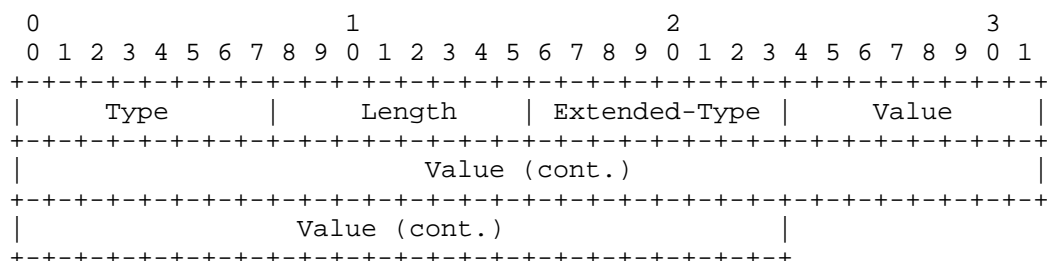 0                   1                   2                   3
 0 1 2 3 4 5 6 7 8 9 0 1 2 3 4 5 6 7 8 9 0 1 2 3 4 5 6 7 8 9 0 1
+-+-+-+-+-+-+-+-+-+-+-+-+-+-+-+-+-+-+-+-+-+-+-+-+-+-+-+-+-+-+-+-+
|     Type      |     Length    | Extended-Type |     Value     |
+-+-+-+-+-+-+-+-+-+-+-+-+-+-+-+-+-+-+-+-+-+-+-+-+-+-+-+-+-+-+-+-+
|                         Value (cont.)                         |
+-+-+-+-+-+-+-+-+-+-+-+-+-+-+-+-+-+-+-+-+-+-+-+-+-+-+-+-+-+-+-+-+
|                 Value (cont.)                 |
+-+-+-+-+-+-+-+-+-+-+-+-+-+-+-+-+-+-+-+-+-+-+-+-+